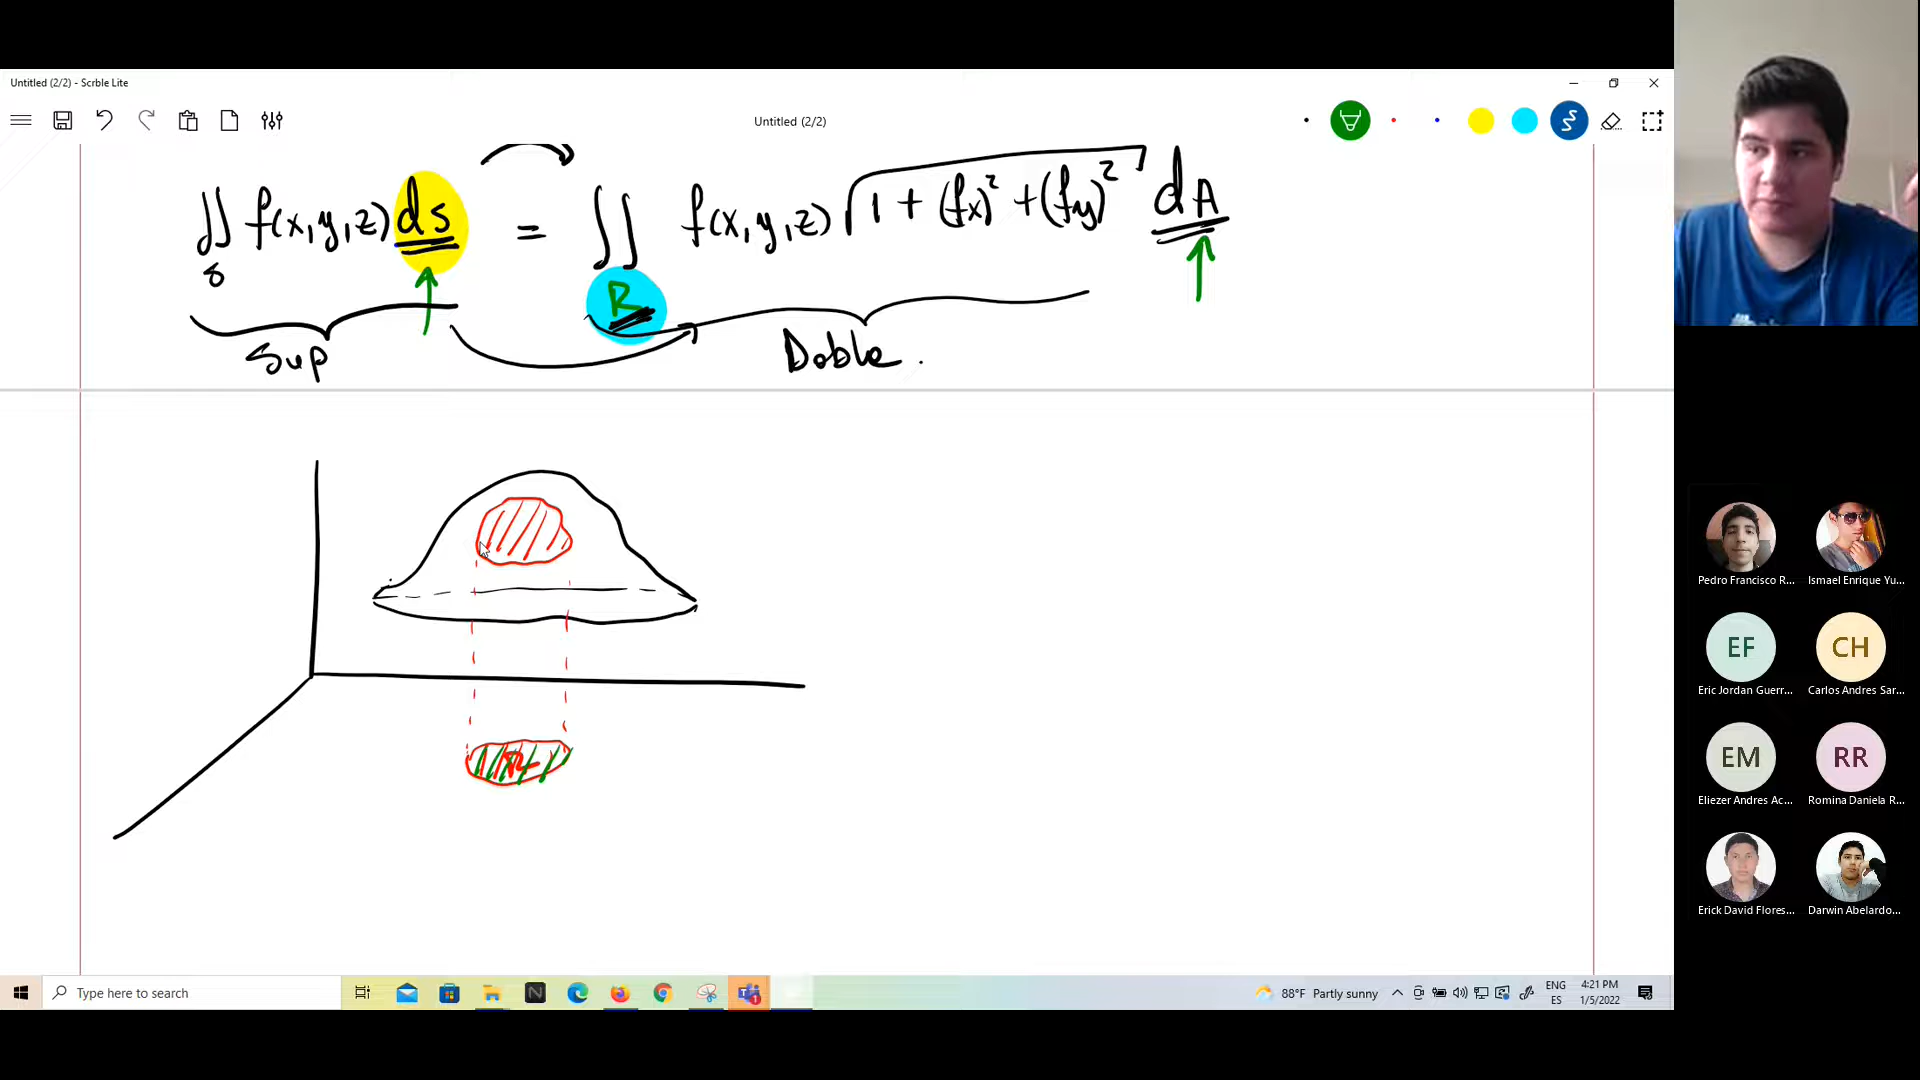 Untitled (2/2) - Scrble Lite
Untitled (2/2)
∬ f(x,y,z) ds = ∬ f(x,y,z) √1 + (fx)² + (fy)² dA
S R
Sup Doble.
R
Pedro Francisco R... Ismael Enrique Yu...
EF CH
Eric Jordan Guerr... Carlos Andres Sar...
EM RR
Eliezer Andres Ac... Romina Daniela R...
Erick David Flores... Darwin Abelardo...
Type here to search
N
1
88°F Partly sunny
ENG
ES
4:21 PM
1/5/2022